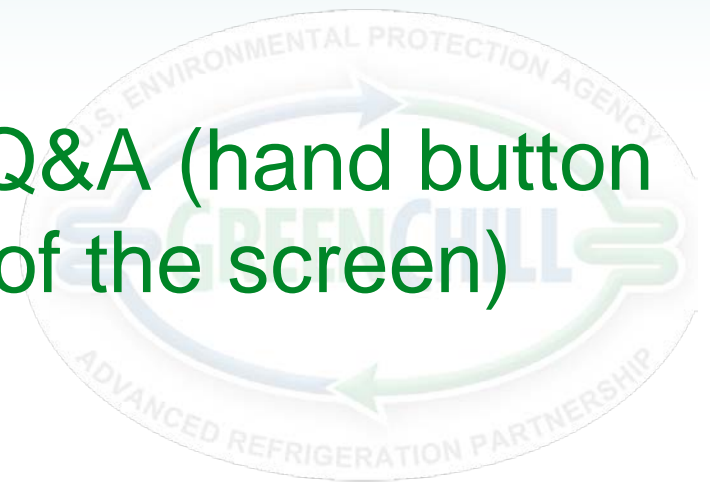 U.S. ENVIRONMENTAL PROTECTION AGENCY
Q&A (hand button
GREENCHILL
of the screen)
ADVANCED REFRIGERATION PARTNERSHIP